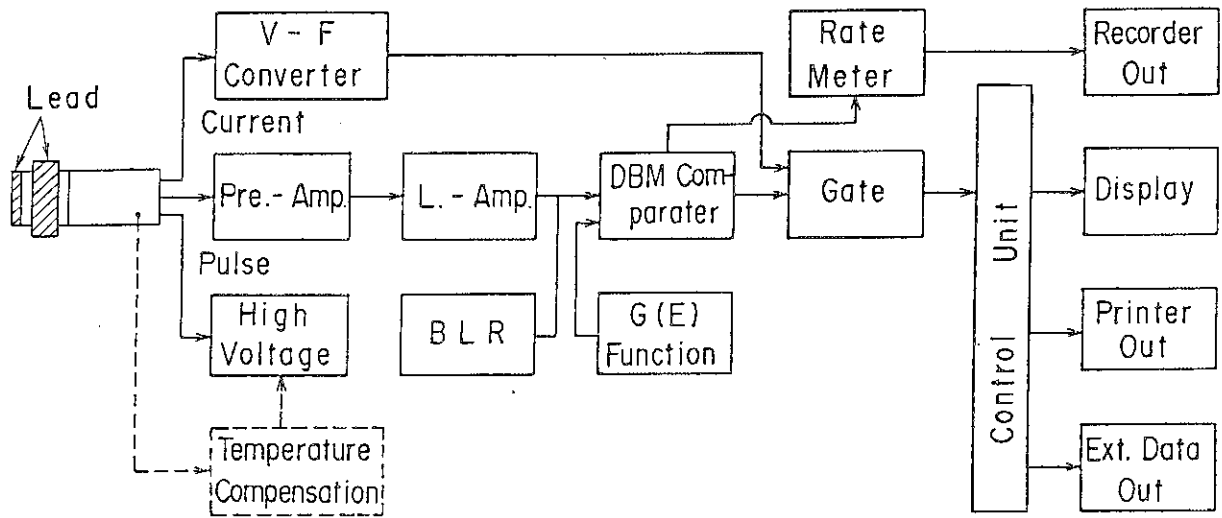 Lead
V - F
Converter
Current
Rate
Meter
Recorder
Out
Pre.-Amp.
L.-Amp.
DBM Com-
parater
Gate
Display
Pulse
High
Voltage
B L R
G(E)
Function
Control Unit
Printer
Out
Temperature
Compensation
Ext. Data
Out